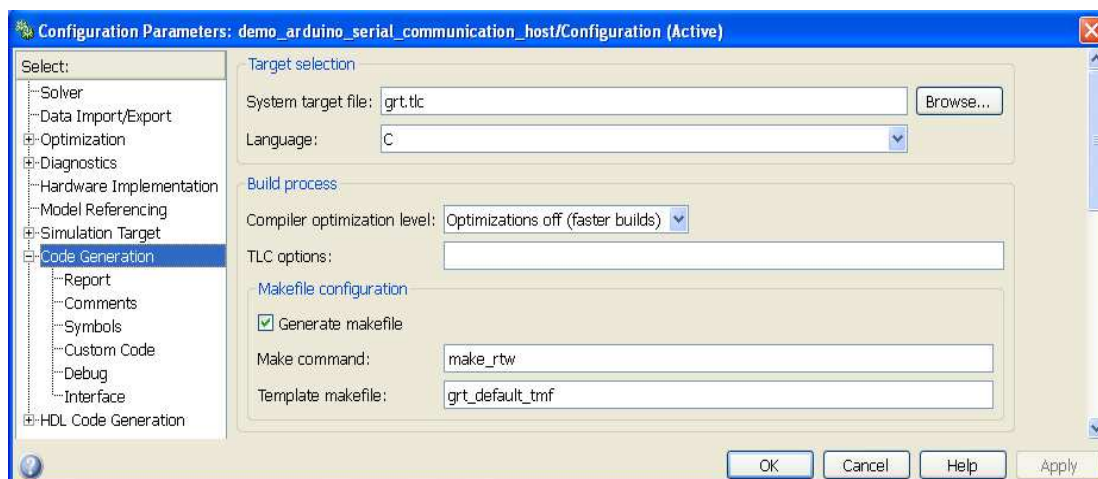 Configuration Parameters: demo_arduino_serial_communication_host/Configuration (Active)
Select:
Solver
Data Import/Export
Optimization
Diagnostics
Hardware Implementation
Model Referencing
Simulation Target
Code Generation
Report
Comments
Symbols
Custom Code
Debug
Interface
HDL Code Generation
Target selection
System target file: grt.tlc Browse...
Language: C
Build process
Compiler optimization level: Optimizations off (faster builds)
TLC options:
Makefile configuration
Generate makefile
Make command: make_rtw
Template makefile: grt_default_tmf
OK Cancel Help Apply